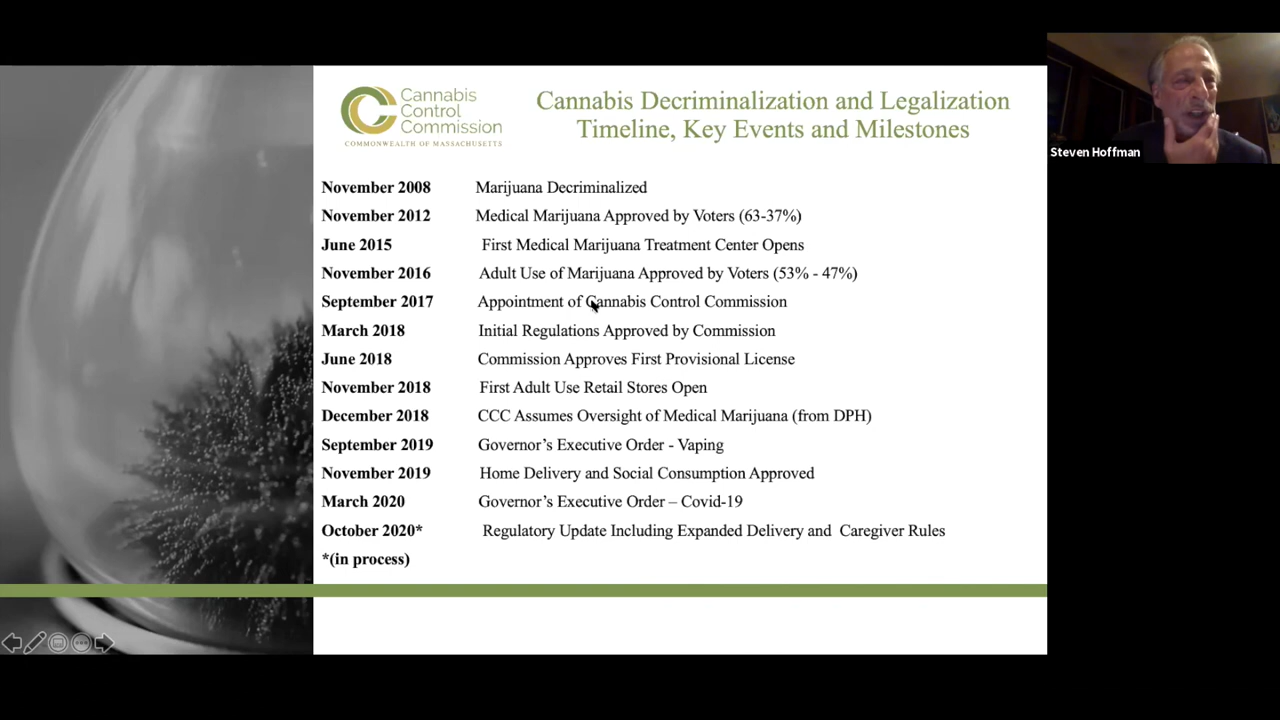 Cannabis
Control
Commission
COMMONWEALTH OF MASSACHUSETTS
Cannabis Decriminalization and Legalization
Timeline, Key Events and Milestones
November 2008 Marijuana Decriminalized
November 2012 Medical Marijuana Approved by Voters (63-37%)
June 2015 First Medical Marijuana Treatment Center Opens
November 2016 Adult Use of Marijuana Approved by Voters (53% - 47%)
September 2017 Appointment of Cannabis Control Commission
March 2018 Initial Regulations Approved by Commission
June 2018 Commission Approves First Provisional License
November 2018 First Adult Use Retail Stores Open
December 2018 CCC Assumes Oversight of Medical Marijuana (from DPH)
September 2019 Governor’s Executive Order - Vaping
November 2019 Home Delivery and Social Consumption Approved
March 2020 Governor’s Executive Order – Covid-19
October 2020* Regulatory Update Including Expanded Delivery and Caregiver Rules
*(in process)
Steven Hoffman